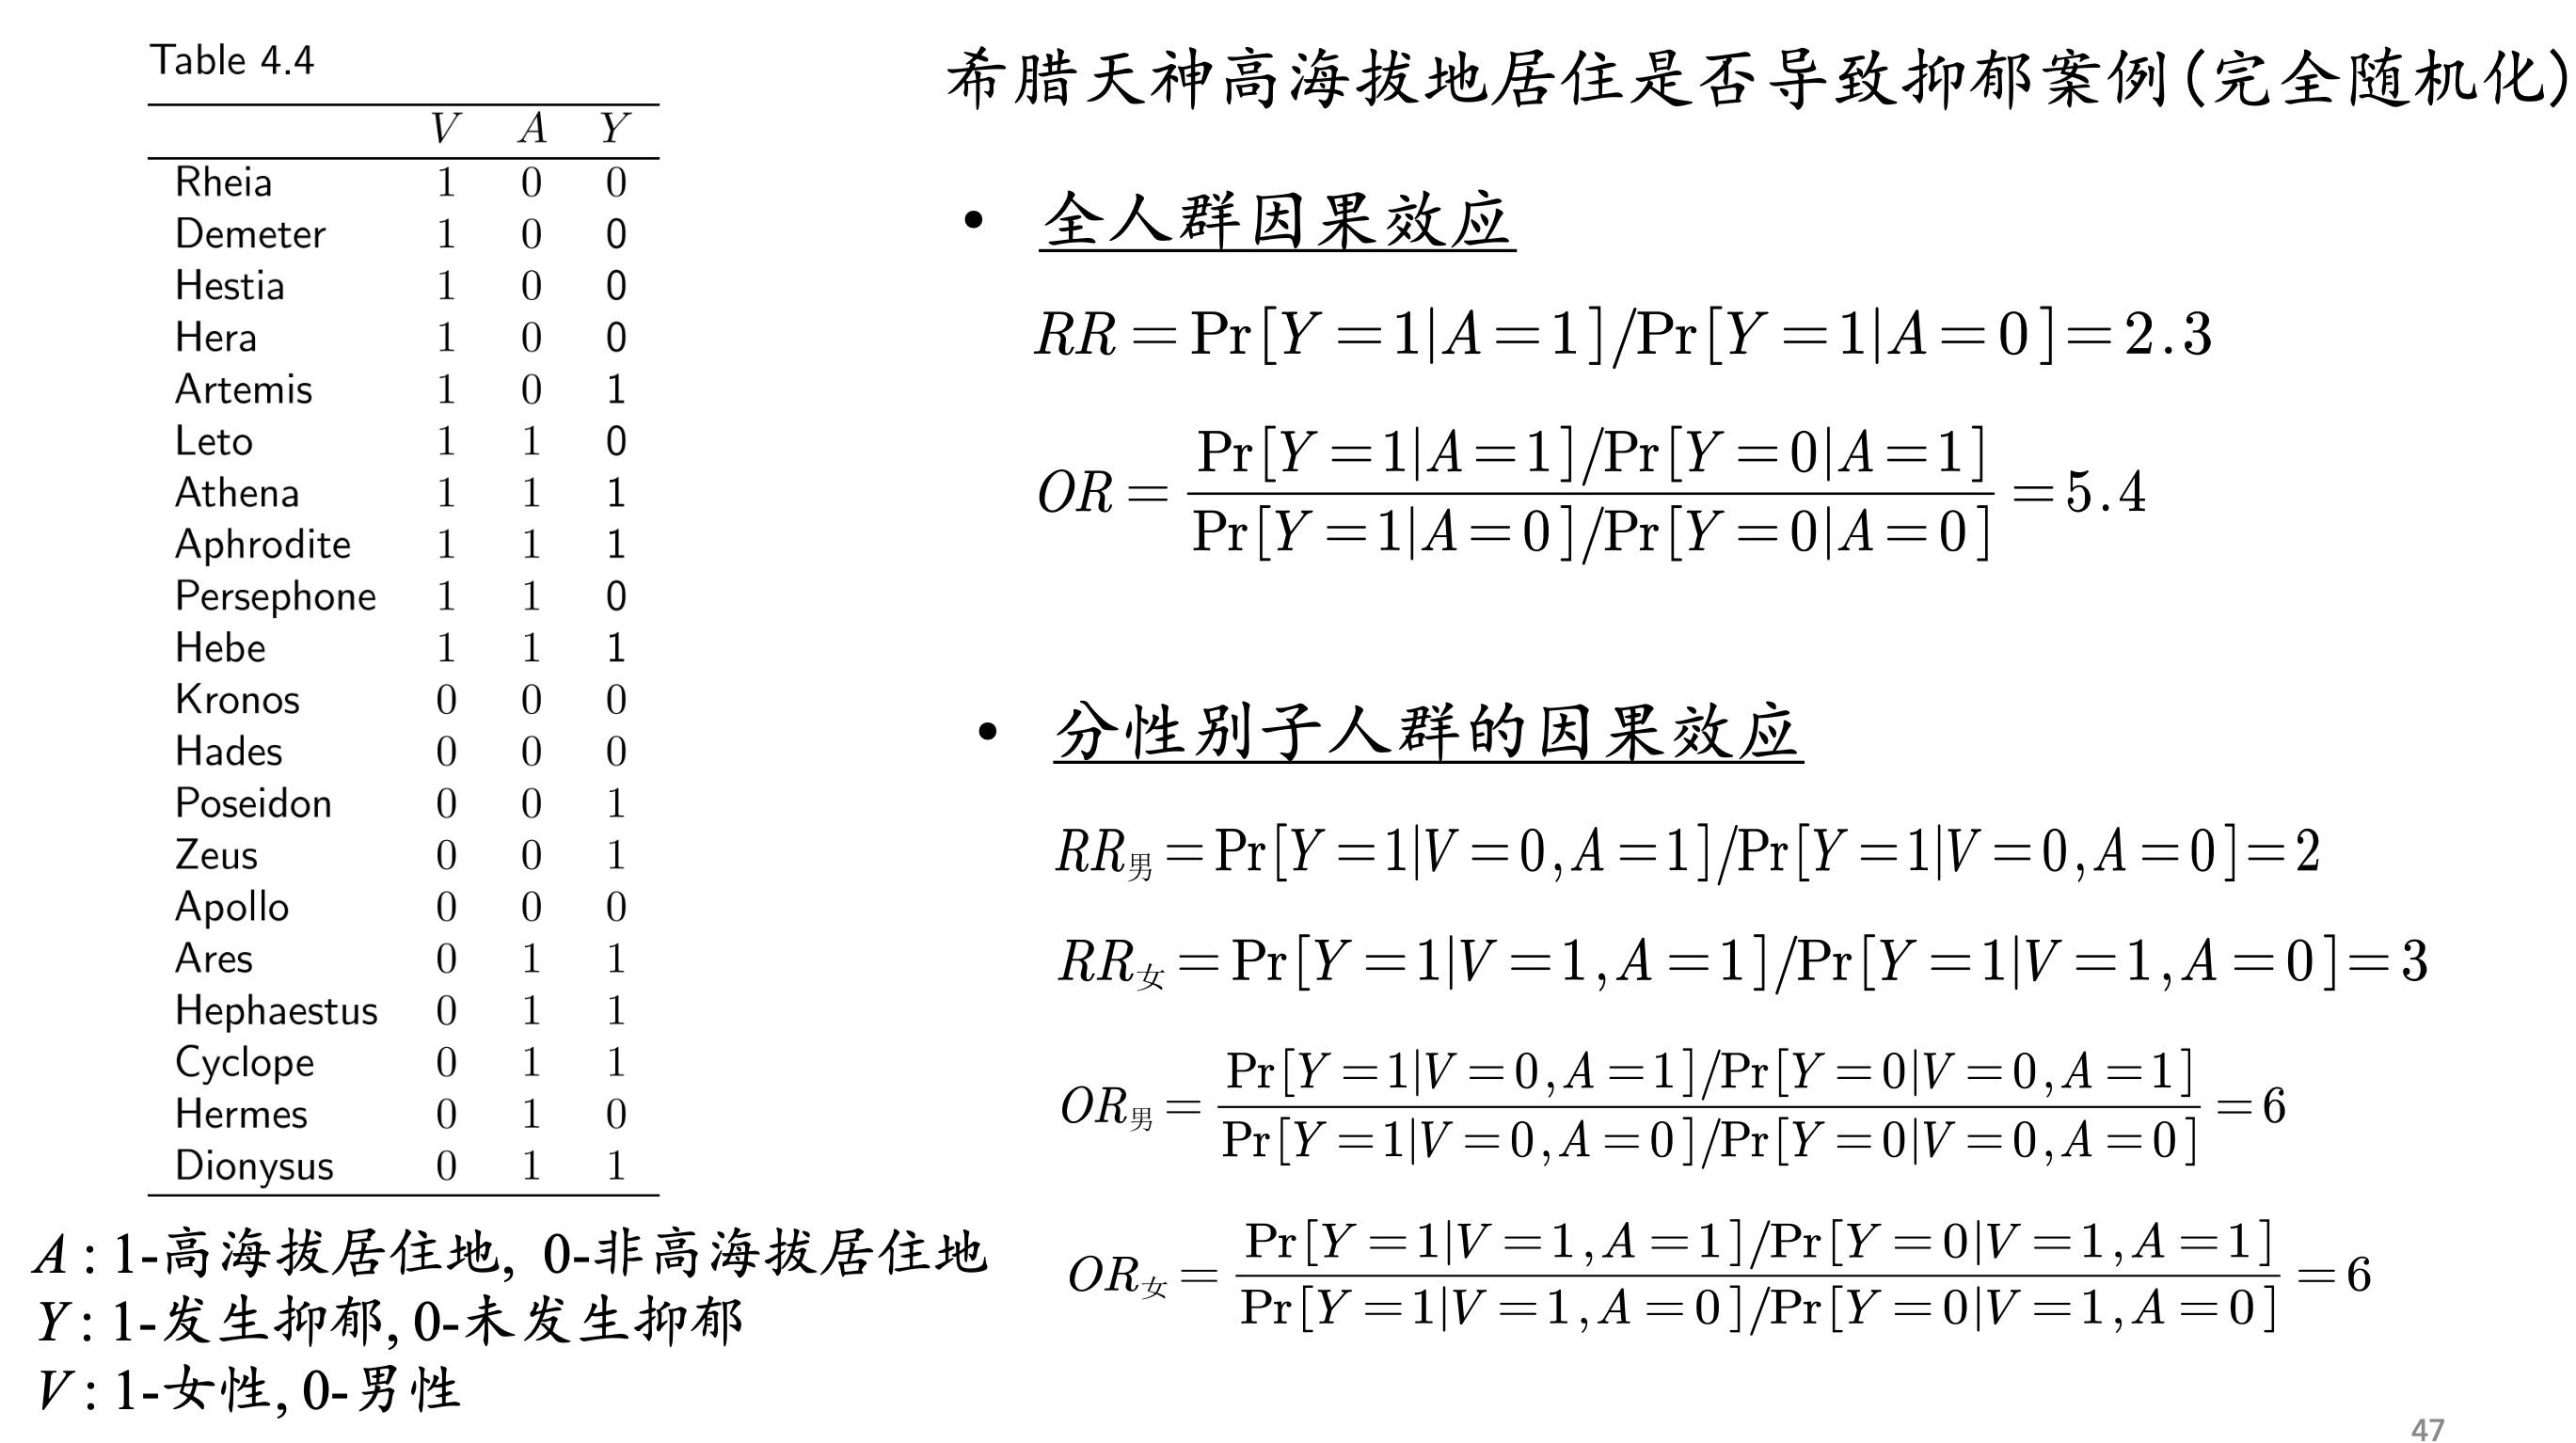 Table 4.4
V A Y
Rheia 1 0 0
Demeter 1 0 0
Hestia 1 0 0
Hera 1 0 0
Artemis 1 0 1
Leto 1 1 0
Athena 1 1 1
Aphrodite 1 1 1
Persephone 1 1 0
Hebe 1 1 1
Kronos 0 0 0
Hades 0 0 0
Poseidon 0 0 1
Zeus 0 0 1
Apollo 0 0 0
Ares 0 1 1
Hephaestus 0 1 1
Cyclope 0 1 1
Hermes 0 1 0
Dionysus 0 1 1
A : 1-高海拔居住地, 0-非高海拔居住地
Y : 1-发生抑郁, 0-未发生抑郁
V : 1-女性, 0-男性
希腊天神高海拔地居住是否导致抑郁案例(完全随机化)
• 全人群因果效应
RR = Pr[Y = 1|A = 1]/Pr[Y = 1|A = 0] = 2.3
Pr[Y = 1|A = 1]/Pr[Y = 0|A = 1]
OR = = 5.4
Pr[Y = 1|A = 0]/Pr[Y = 0|A = 0]
• 分性别子人群的因果效应
RR男 = Pr[Y = 1|V = 0, A = 1]/Pr[Y = 1|V = 0, A = 0] = 2
RR女 = Pr[Y = 1|V = 1, A = 1]/Pr[Y = 1|V = 1, A = 0] = 3
Pr[Y = 1|V = 0, A = 1]/Pr[Y = 0|V = 0, A = 1]
OR男 = = 6
Pr[Y = 1|V = 0, A = 0]/Pr[Y = 0|V = 0, A = 0]
Pr[Y = 1|V = 1, A = 1]/Pr[Y = 0|V = 1, A = 1]
OR女 = = 6
Pr[Y = 1|V = 1, A = 0]/Pr[Y = 0|V = 1, A = 0]
47